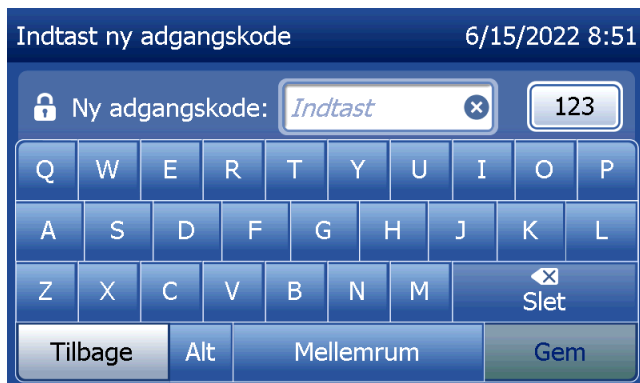 Indtast ny adgangskode 6/15/2022 8:51
Ny adgangskode: Indtast 123
Q W E R T Y U I O P
A S D F G H J K L
Z X C V B N M Slet
Tilbage Alt Mellemrum Gem